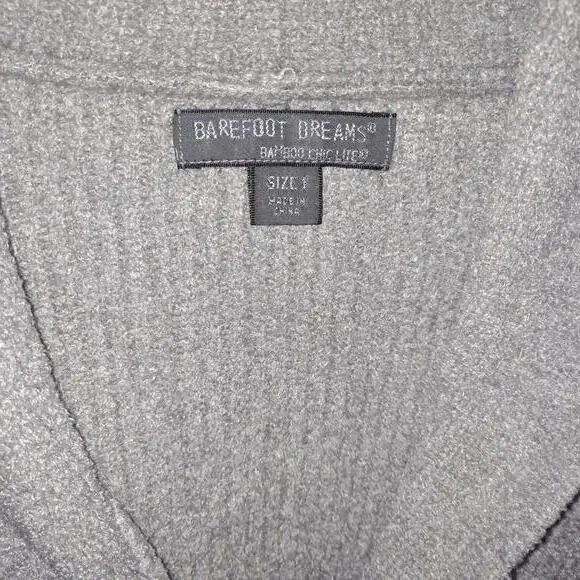 BAREFOOT DREAMS®
BAMBOO CHIC LITE®
SIZE 1
MADE IN
CHINA